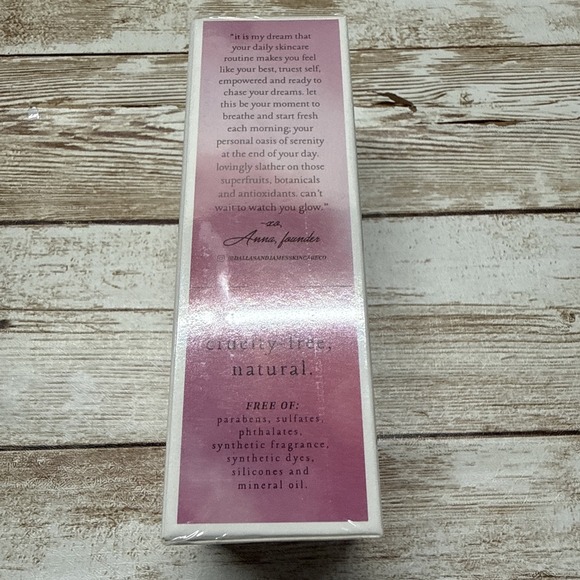 "it is my dream that
your daily skincare
routine makes you feel
like your best, truest self,
empowered and ready to
chase your dreams. let
this be your moment to
breathe and start fresh
each morning; your
personal oasis of serenity
at the end of your day.
lovingly slather on those
superfruits, botanicals
and antioxidants. can't
wait to watch you glow."
-xo,
Anna, founder
@DALLASANDJAMESSKINCARECO
cruelty-free,
natural.
FREE OF:
parabens, sulfates,
phthalates,
synthetic fragrance,
synthetic dyes,
silicones and
mineral oil.